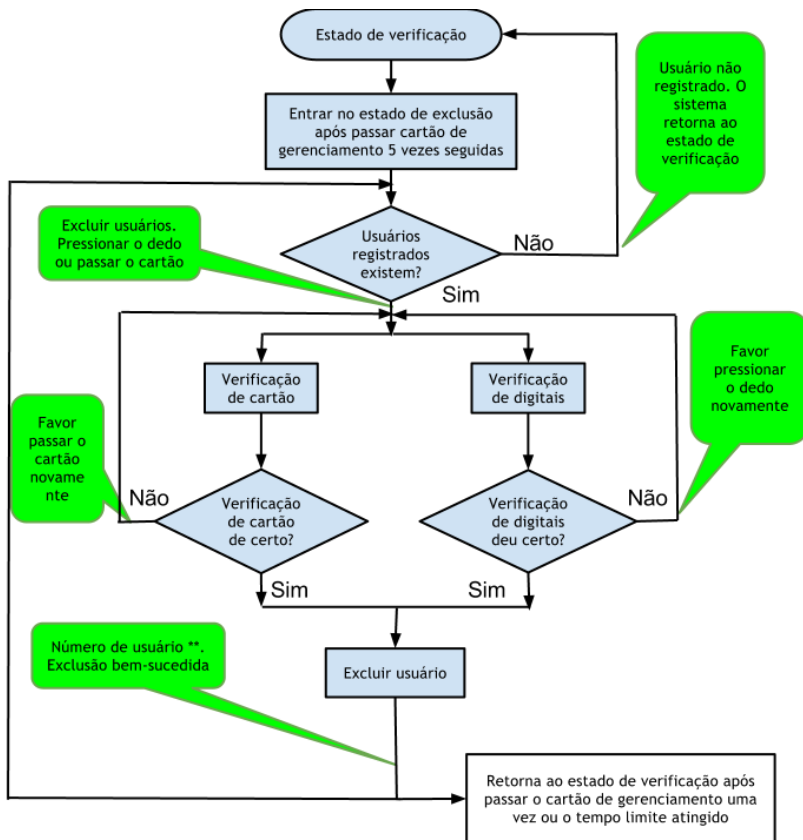 Estado de verificação
Usuário não
registrado. O
sistema
retorna ao
estado de
verificação
Entrar no estado de exclusão
após passar cartão de
gerenciamento 5 vezes seguidas
Excluir usuários.
Pressionar o dedo
ou passar o cartão
Usuários
registrados
existem?
Não
Sim
Verificação
de cartão
Verificação
de digitais
Favor
pressionar
o dedo
novamente
Favor
passar o
cartão
novame
nte
Não
Verificação
de cartão
de certo?
Verificação
de digitais
deu certo?
Não
Sim
Sim
Número de usuário **.
Exclusão bem-sucedida
Excluir usuário
Retorna ao estado de verificação após
passar o cartão de gerenciamento uma
vez ou o tempo limite atingido